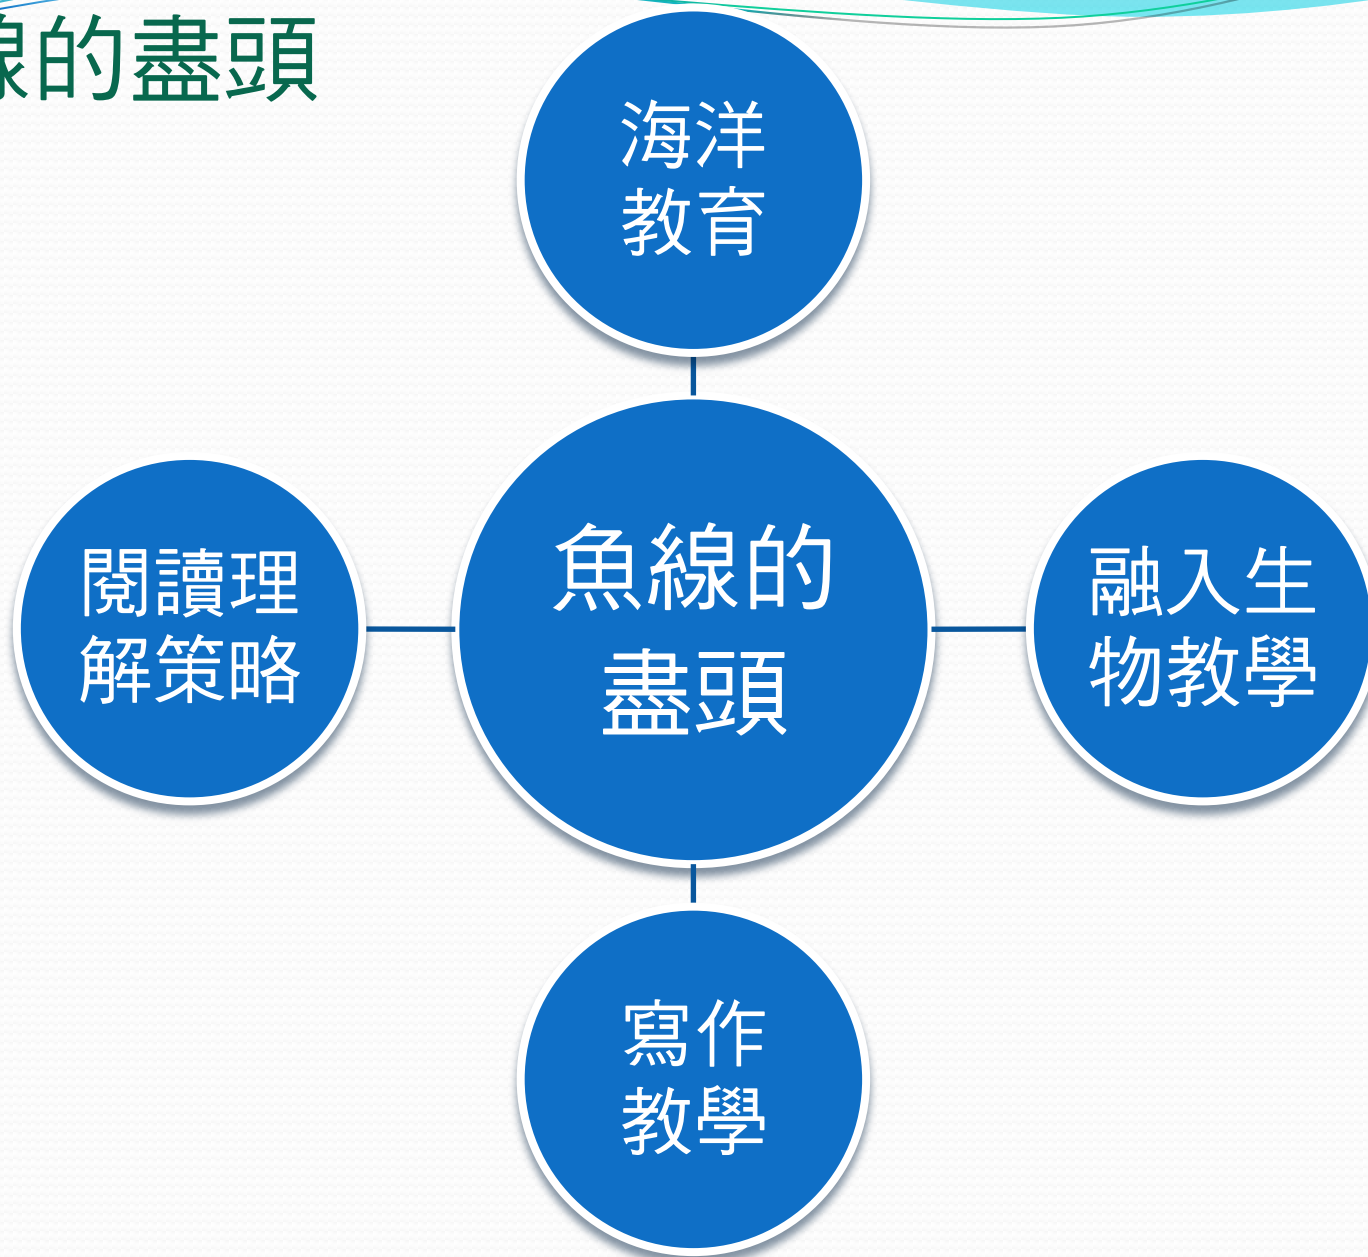 線的盡頭
海洋
教育
閱讀理
解策略
魚線的
盡頭
融入生
物教學
寫作
教學